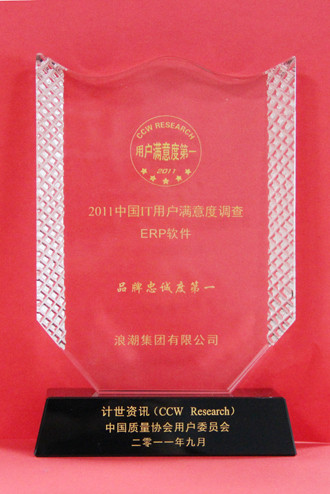 CCW RESEARCH
用户满意度第一
2011
2011中国IT用户满意度调查
ERP软件
品牌忠诚度第一
浪潮集团有限公司
计世资讯(CCW Research)
中国质量协会用户委员会
二零一一年九月